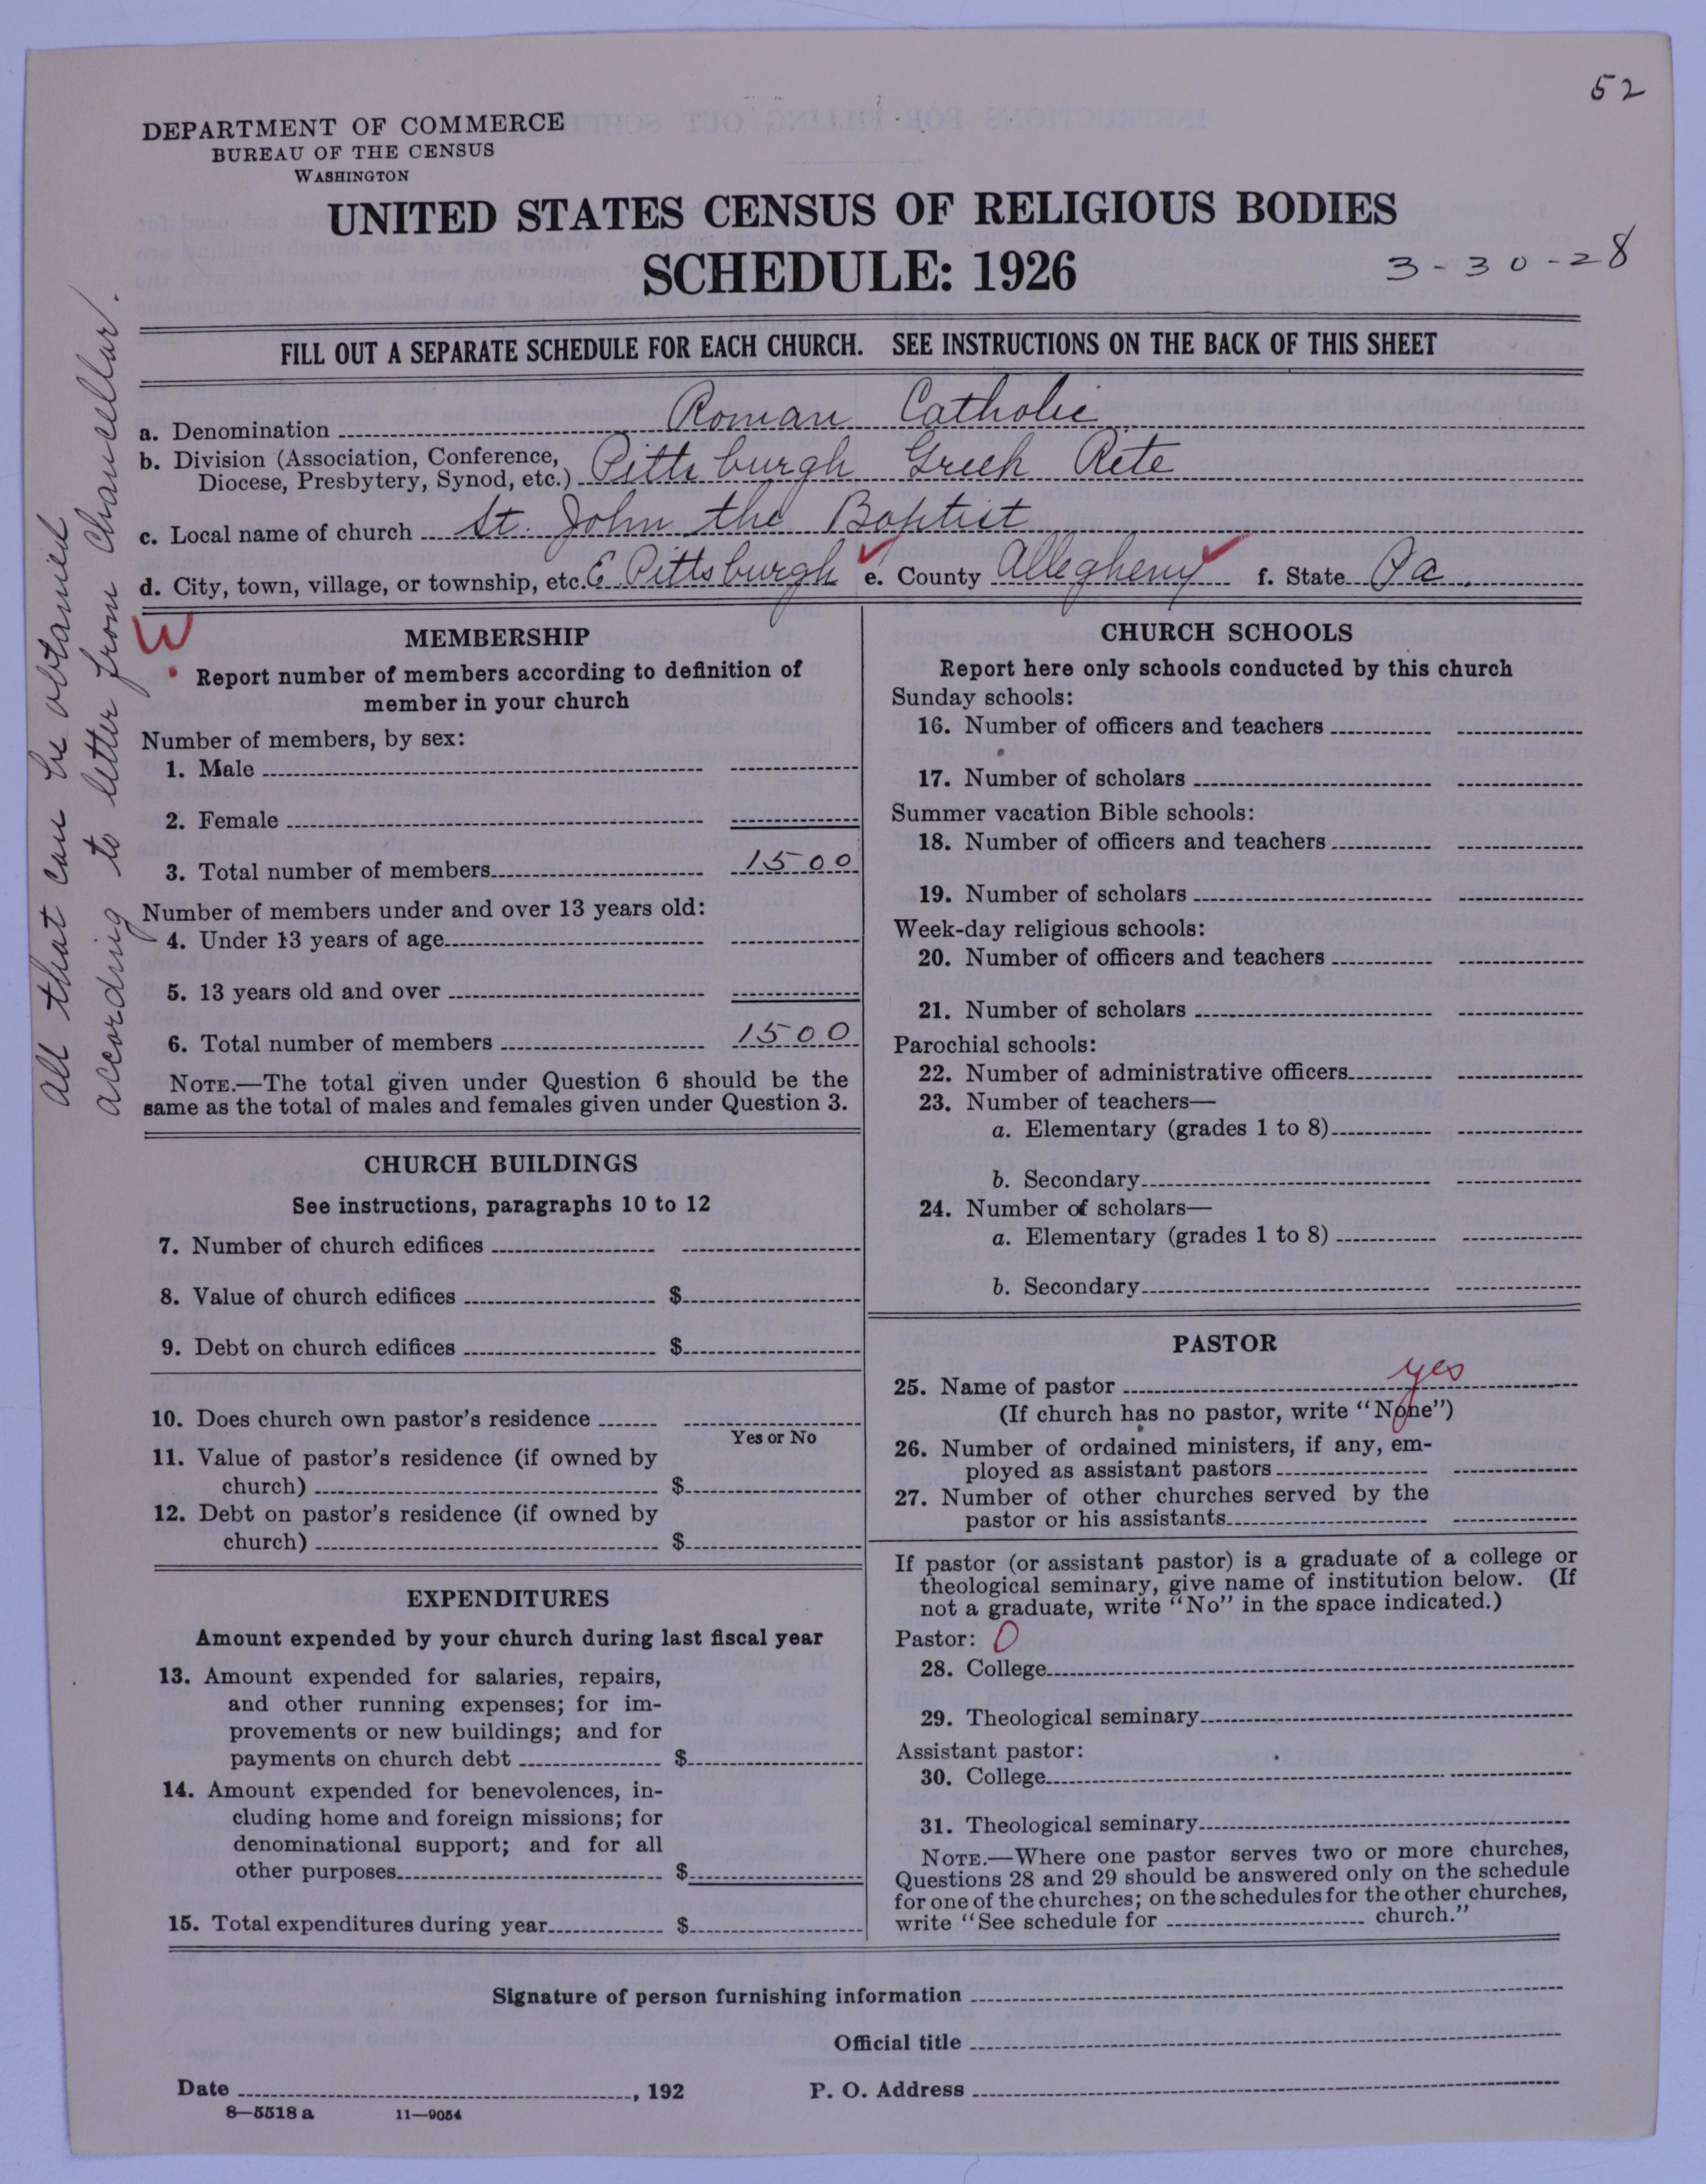 52
DEPARTMENT OF COMMERCE
BUREAU OF THE CENSUS
WASHINGTON
UNITED STATES CENSUS OF RELIGIOUS BODIES
SCHEDULE: 1926
3-30-28
FILL OUT A SEPARATE SCHEDULE FOR EACH CHURCH. SEE INSTRUCTIONS ON THE BACK OF THIS SHEET
a. Denomination Roman Catholic
b. Division (Association, Conference,
Diocese, Presbytery, Synod, etc.) Pittsburgh Greek Rite
c. Local name of church St. John the Baptist
d. City, town, village, or township, etc. E Pittsburgh e. County Allegheny f. State Pa.
All that can be obtained
according to letter from Chancellor.
W
MEMBERSHIP
Report number of members according to definition of
member in your church
Number of members, by sex:
1. Male
2. Female
3. Total number of members 1500
Number of members under and over 13 years old:
4. Under 13 years of age
5. 13 years old and over
6. Total number of members 1500
NOTE.—The total given under Question 6 should be the
same as the total of males and females given under Question 3.
CHURCH BUILDINGS
See instructions, paragraphs 10 to 12
7. Number of church edifices
8. Value of church edifices $
9. Debt on church edifices $
10. Does church own pastor's residence
Yes or No
11. Value of pastor's residence (if owned by
church) $
12. Debt on pastor's residence (if owned by
church) $
EXPENDITURES
Amount expended by your church during last fiscal year
13. Amount expended for salaries, repairs,
and other running expenses; for im-
provements or new buildings; and for
payments on church debt $
14. Amount expended for benevolences, in-
cluding home and foreign missions; for
denominational support; and for all
other purposes $
15. Total expenditures during year $
CHURCH SCHOOLS
Report here only schools conducted by this church
Sunday schools:
16. Number of officers and teachers
17. Number of scholars
Summer vacation Bible schools:
18. Number of officers and teachers
19. Number of scholars
Week-day religious schools:
20. Number of officers and teachers
21. Number of scholars
Parochial schools:
22. Number of administrative officers
23. Number of teachers—
a. Elementary (grades 1 to 8)
b. Secondary
24. Number of scholars—
a. Elementary (grades 1 to 8)
b. Secondary
PASTOR
25. Name of pastor yes
(If church has no pastor, write "None")
26. Number of ordained ministers, if any, em-
ployed as assistant pastors
27. Number of other churches served by the
pastor or his assistants
If pastor (or assistant pastor) is a graduate of a college or
theological seminary, give name of institution below. (If
not a graduate, write "No" in the space indicated.)
Pastor: 0
28. College
29. Theological seminary
Assistant pastor:
30. College
31. Theological seminary
NOTE.—Where one pastor serves two or more churches,
Questions 28 and 29 should be answered only on the schedule
for one of the churches; on the schedules for the other churches,
write "See schedule for church."
Signature of person furnishing information
Official title
Date , 192 P. O. Address
8—5518 a 11—9054